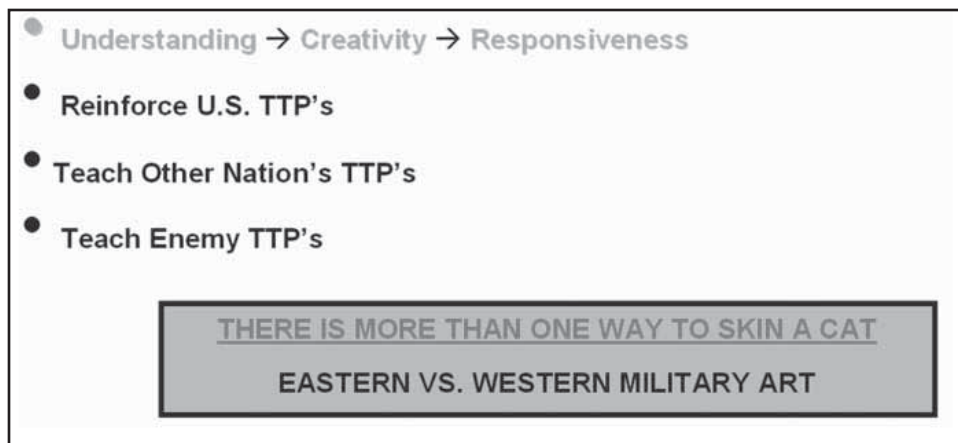 • Understanding → Creativity → Responsiveness
• Reinforce U.S. TTP's
• Teach Other Nation's TTP's
• Teach Enemy TTP's
THERE IS MORE THAN ONE WAY TO SKIN A CAT
EASTERN VS. WESTERN MILITARY ART